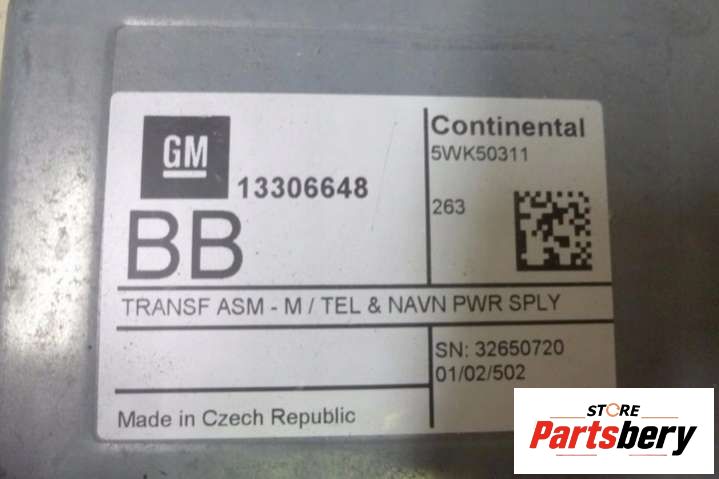 GM
13306648
BB
Continental
5WK50311
263
TRANSF ASM - M / TEL & NAVN PWR SPLY
SN: 32650720
01/02/502
Made in Czech Republic
STORE
Partsbery